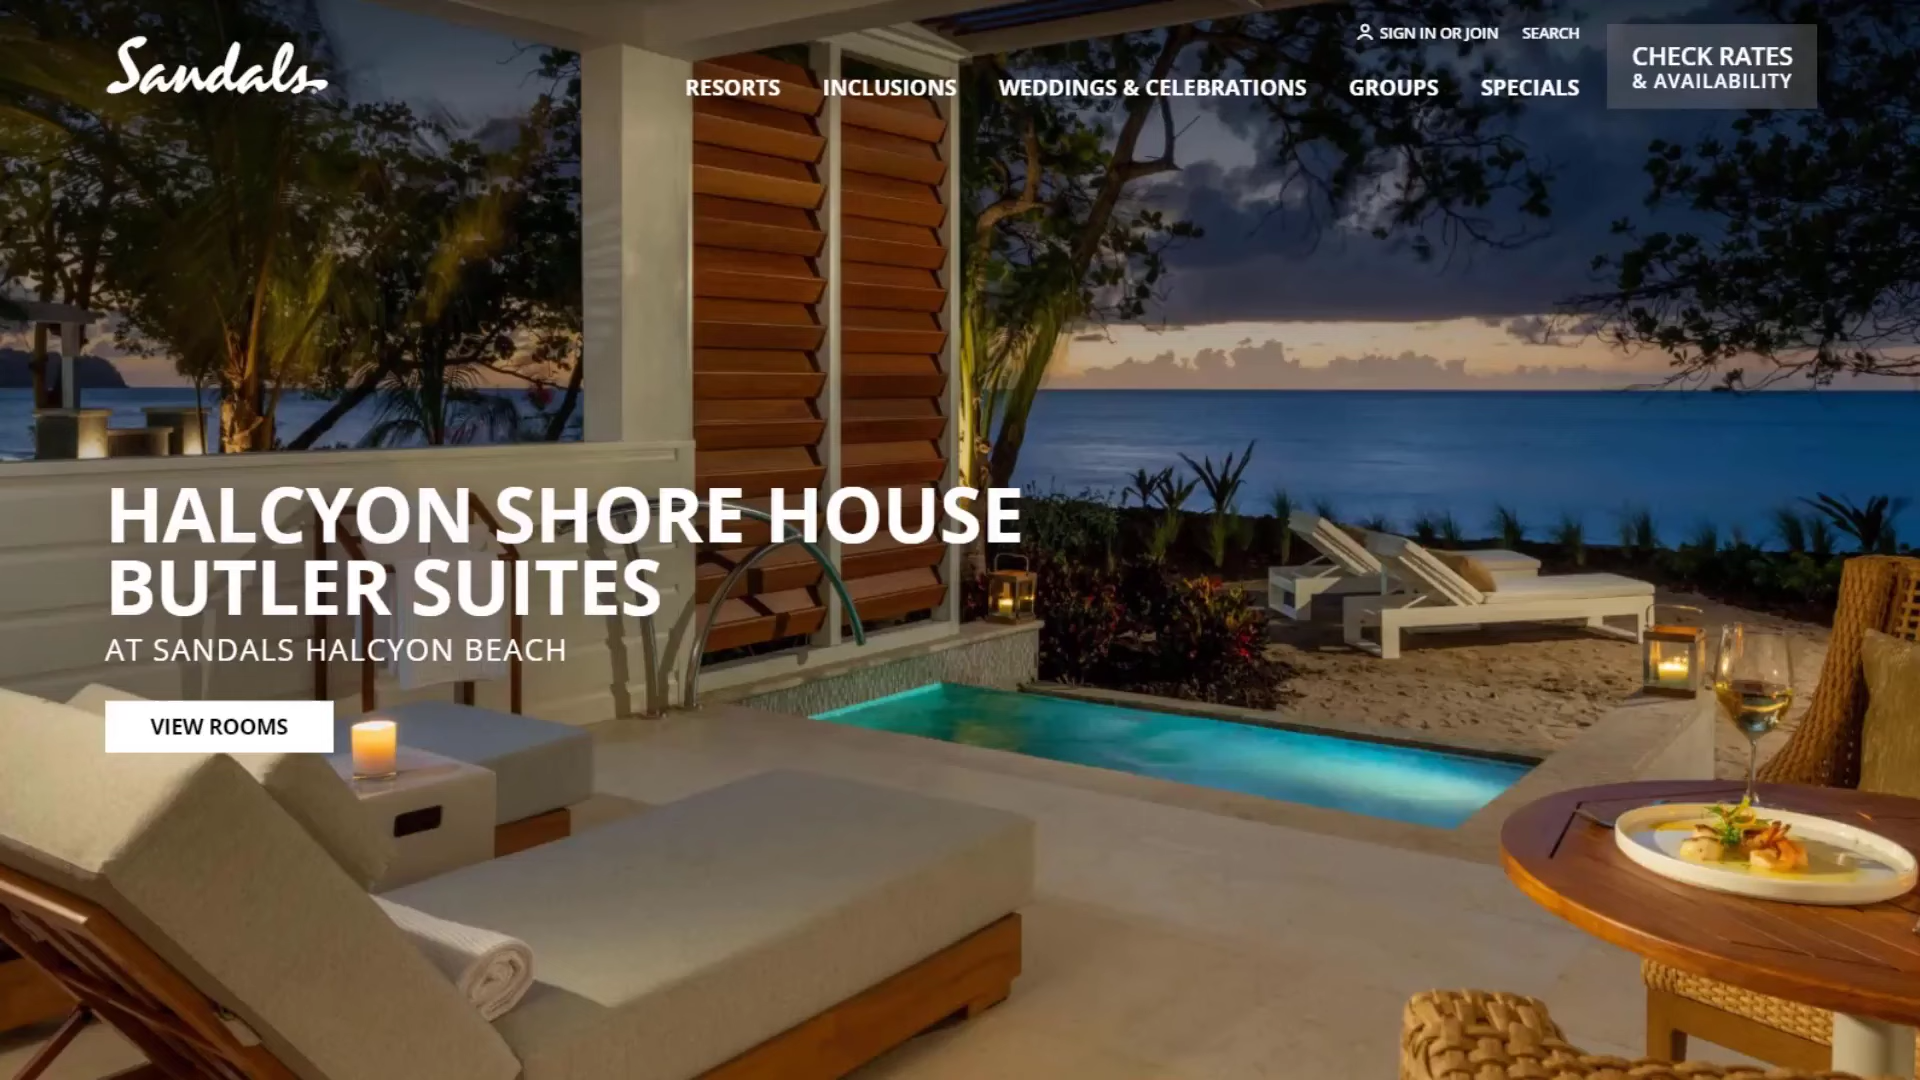 Sandals
SIGN IN OR JOIN
SEARCH
RESORTS
INCLUSIONS
WEDDINGS & CELEBRATIONS
GROUPS
SPECIALS
CHECK RATES
& AVAILABILITY
HALCYON SHORE HOUSE
BUTLER SUITES
AT SANDALS HALCYON BEACH
VIEW ROOMS